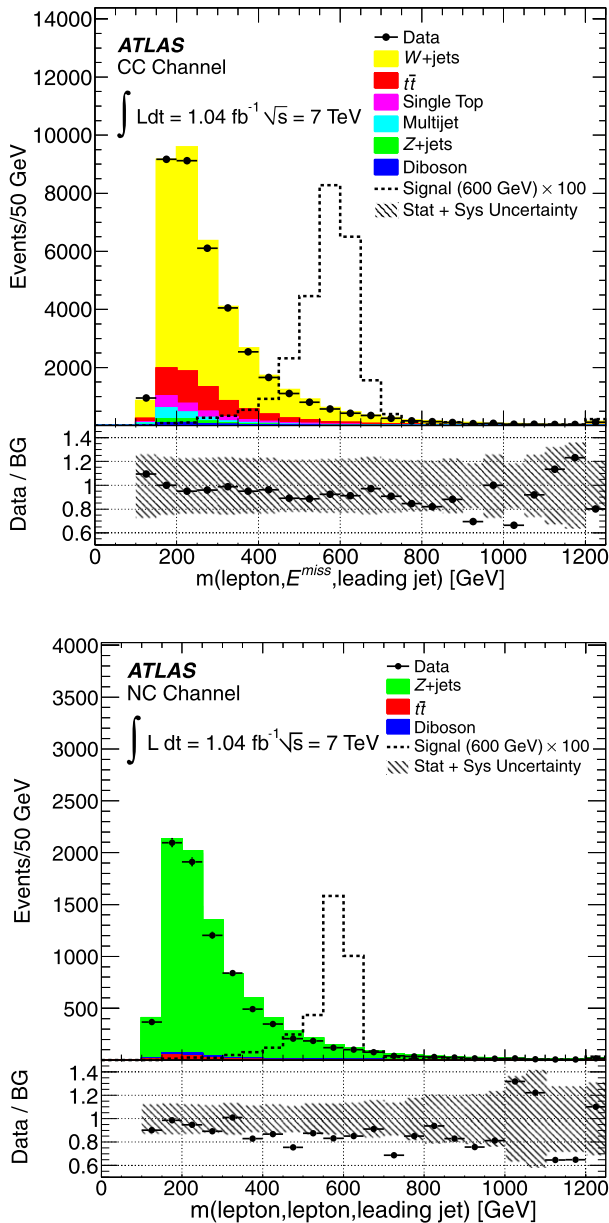 14000
12000
10000
8000
6000
4000
2000
Events/50 GeV
ATLAS
CC Channel
∫ Ldt = 1.04 fb⁻¹ √s = 7 TeV
Data
W+jets
tt̄
Single Top
Multijet
Z+jets
Diboson
Signal (600 GeV) × 100
Stat + Sys Uncertainty
1.4
1.2
1
0.8
0.6
Data / BG
0 200 400 600 800 1000 1200
m(lepton,E^miss,leading jet) [GeV]
4000
3500
3000
2500
2000
1500
1000
500
Events/50 GeV
ATLAS
NC Channel
∫ L dt = 1.04 fb⁻¹ √s = 7 TeV
Data
Z+jets
tt̄
Diboson
Signal (600 GeV) × 100
Stat + Sys Uncertainty
1.4
1.2
1
0.8
0.6
Data / BG
0 200 400 600 800 1000 1200
m(lepton,lepton,leading jet) [GeV]